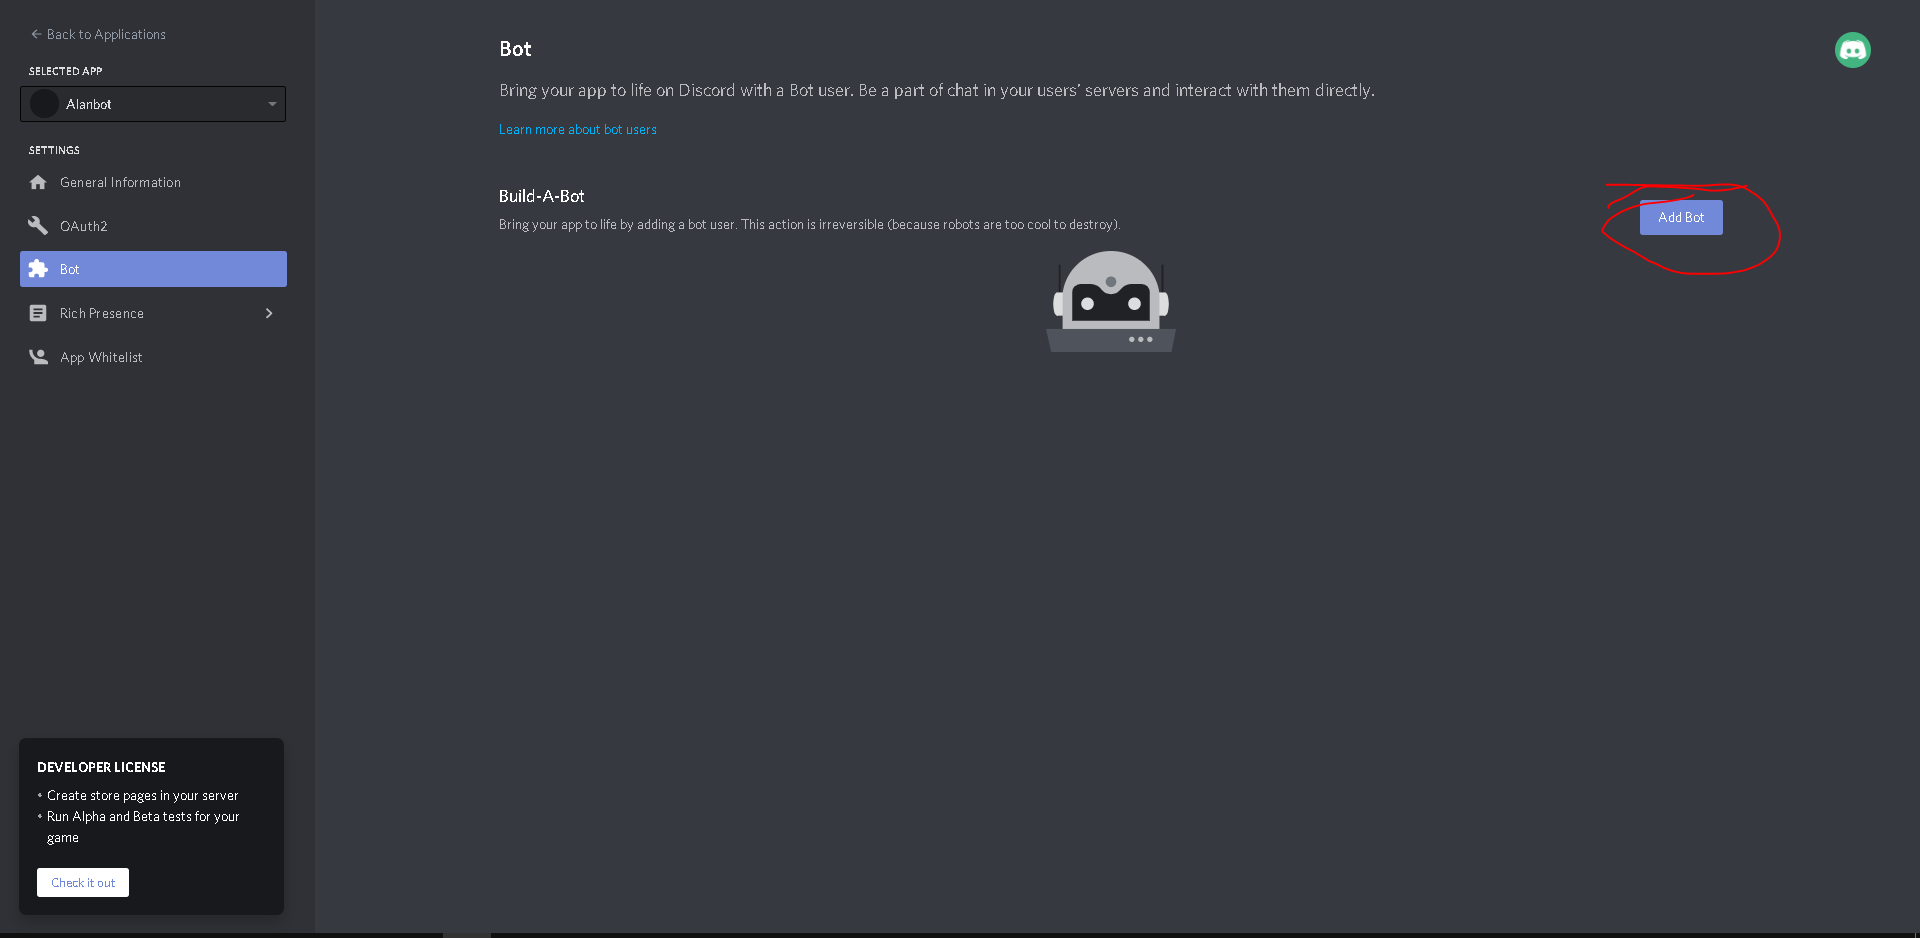 Back to Applications
SELECTED APP
Alanbot
SETTINGS
General Information
OAuth2
Bot
Rich Presence
App Whitelist
DEVELOPER LICENSE
• Create store pages in your server
• Run Alpha and Beta tests for your
game
Check it out
Bot
Bring your app to life on Discord with a Bot user. Be a part of chat in your users' servers and interact with them directly.
Learn more about bot users
Build-A-Bot
Bring your app to life by adding a bot user. This action is irreversible (because robots are too cool to destroy).
Add Bot